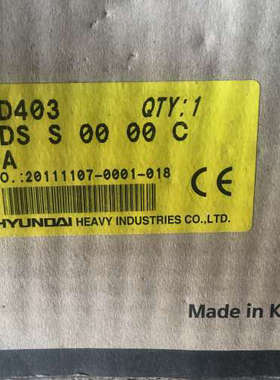 D403 QTY:1
DS S 00 00 C
A
O.:20111107-0001-018
CE
HYUNDAI HEAVY INDUSTRIES CO.,LTD.
Made in K